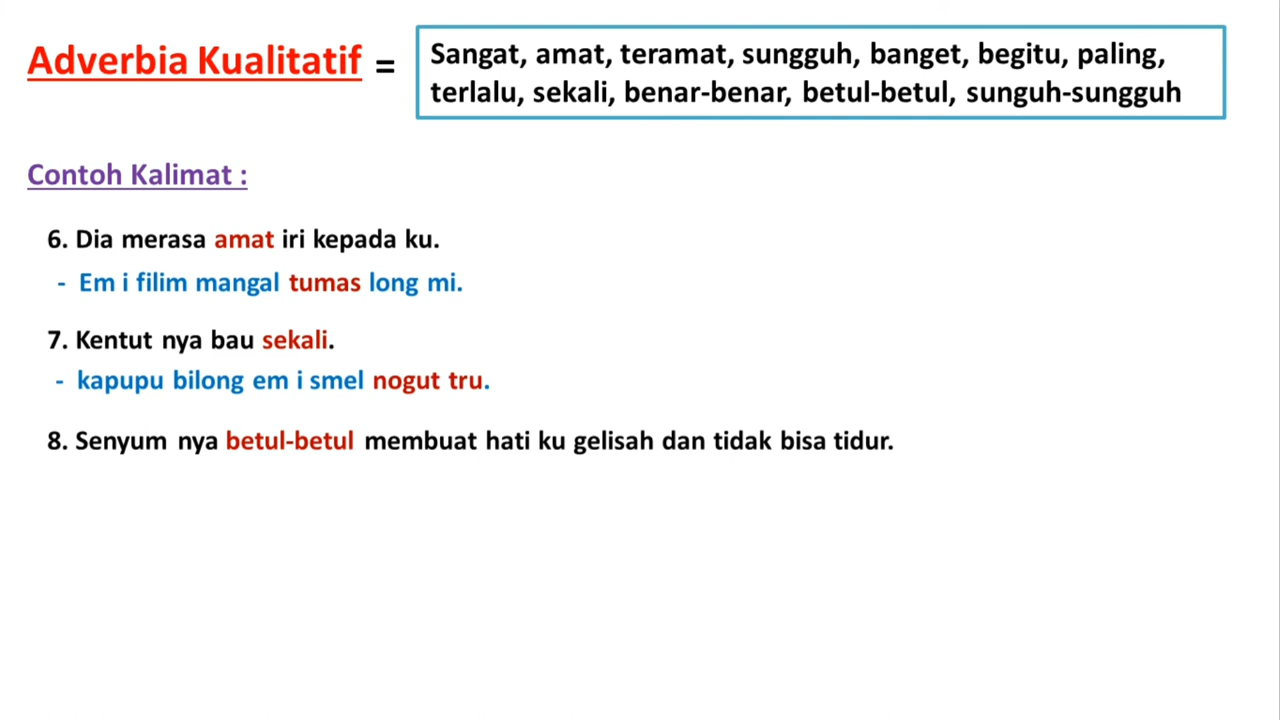 Adverbia Kualitatif =
Sangat, amat, teramat, sungguh, banget, begitu, paling,
terlalu, sekali, benar-benar, betul-betul, sunguh-sungguh
Contoh Kalimat :
6. Dia merasa amat iri kepada ku.
- Em i filim mangal tumas long mi.
7. Kentut nya bau sekali.
- kapupu bilong em i smel nogut tru.
8. Senyum nya betul-betul membuat hati ku gelisah dan tidak bisa tidur.